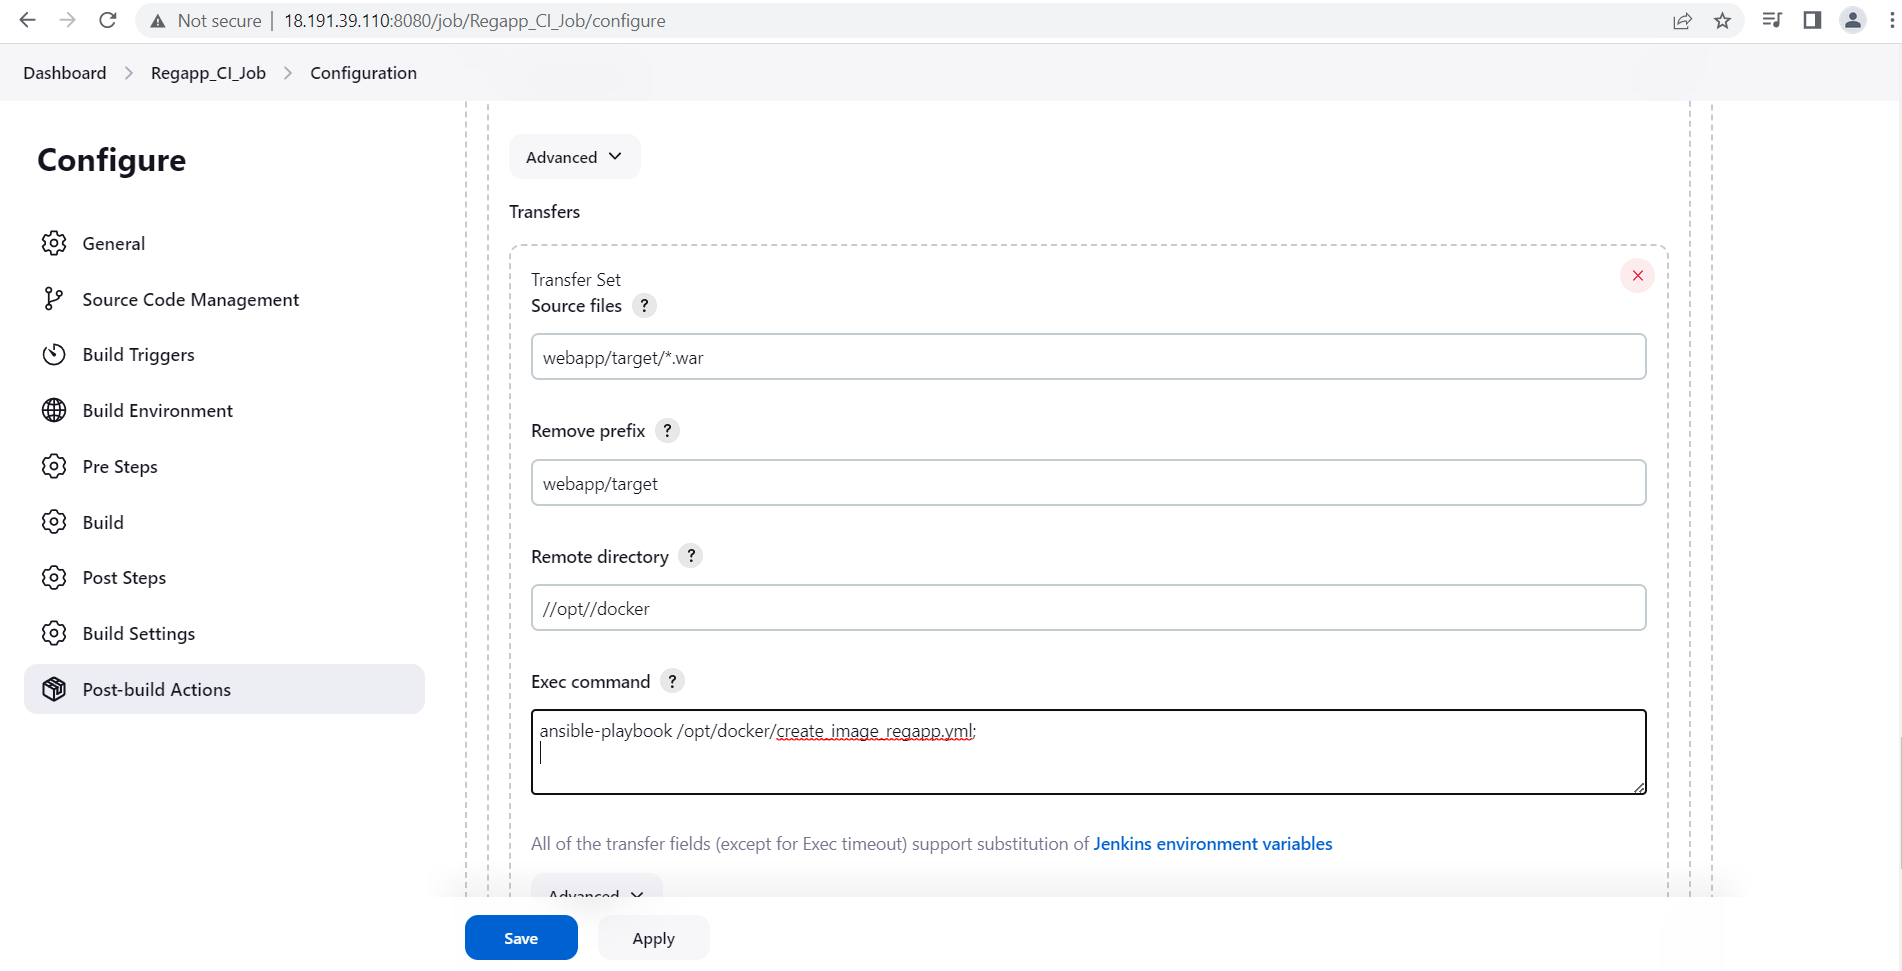 Not secure | 18.191.39.110:8080/job/Regapp_CI_Job/configure
Dashboard > Regapp_CI_Job > Configuration
Configure
General
Source Code Management
Build Triggers
Build Environment
Pre Steps
Build
Post Steps
Build Settings
Post-build Actions
Advanced
Transfers
Transfer Set
Source files ?
webapp/target/*.war
Remove prefix ?
webapp/target
Remote directory ?
//opt//docker
Exec command ?
ansible-playbook /opt/docker/create_image_regapp.yml;
All of the transfer fields (except for Exec timeout) support substitution of Jenkins environment variables
Advanced
Save
Apply